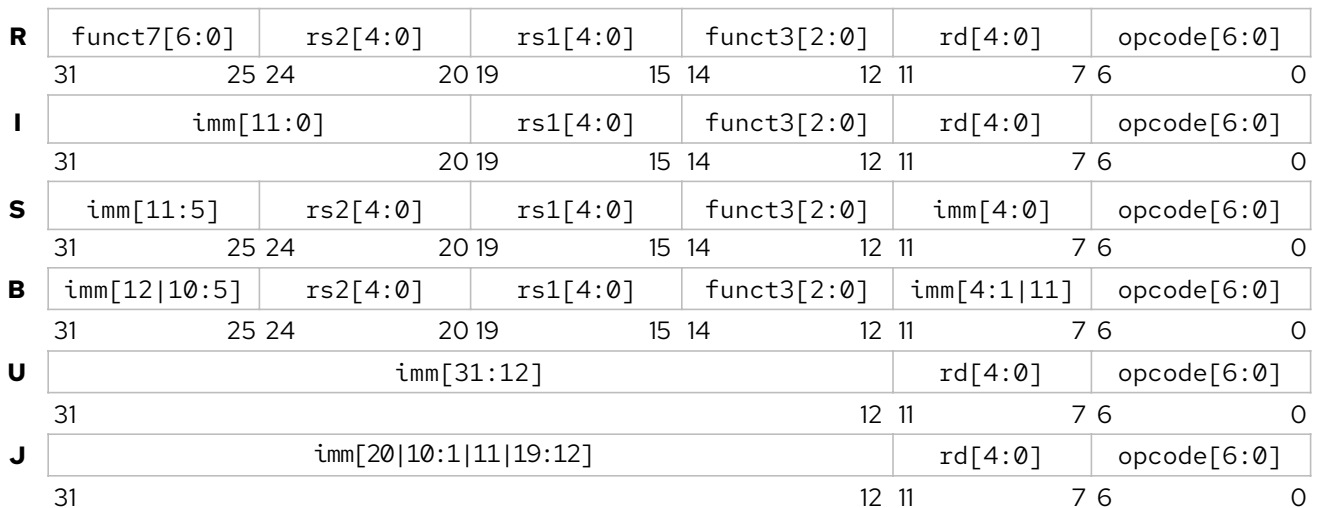 R funct7[6:0] rs2[4:0] rs1[4:0] funct3[2:0] rd[4:0] opcode[6:0]
31 25 24 20 19 15 14 12 11 7 6 0
I imm[11:0] rs1[4:0] funct3[2:0] rd[4:0] opcode[6:0]
31 20 19 15 14 12 11 7 6 0
S imm[11:5] rs2[4:0] rs1[4:0] funct3[2:0] imm[4:0] opcode[6:0]
31 25 24 20 19 15 14 12 11 7 6 0
B imm[12|10:5] rs2[4:0] rs1[4:0] funct3[2:0] imm[4:1|11] opcode[6:0]
31 25 24 20 19 15 14 12 11 7 6 0
U imm[31:12] rd[4:0] opcode[6:0]
31 12 11 7 6 0
J imm[20|10:1|11|19:12] rd[4:0] opcode[6:0]
31 12 11 7 6 0